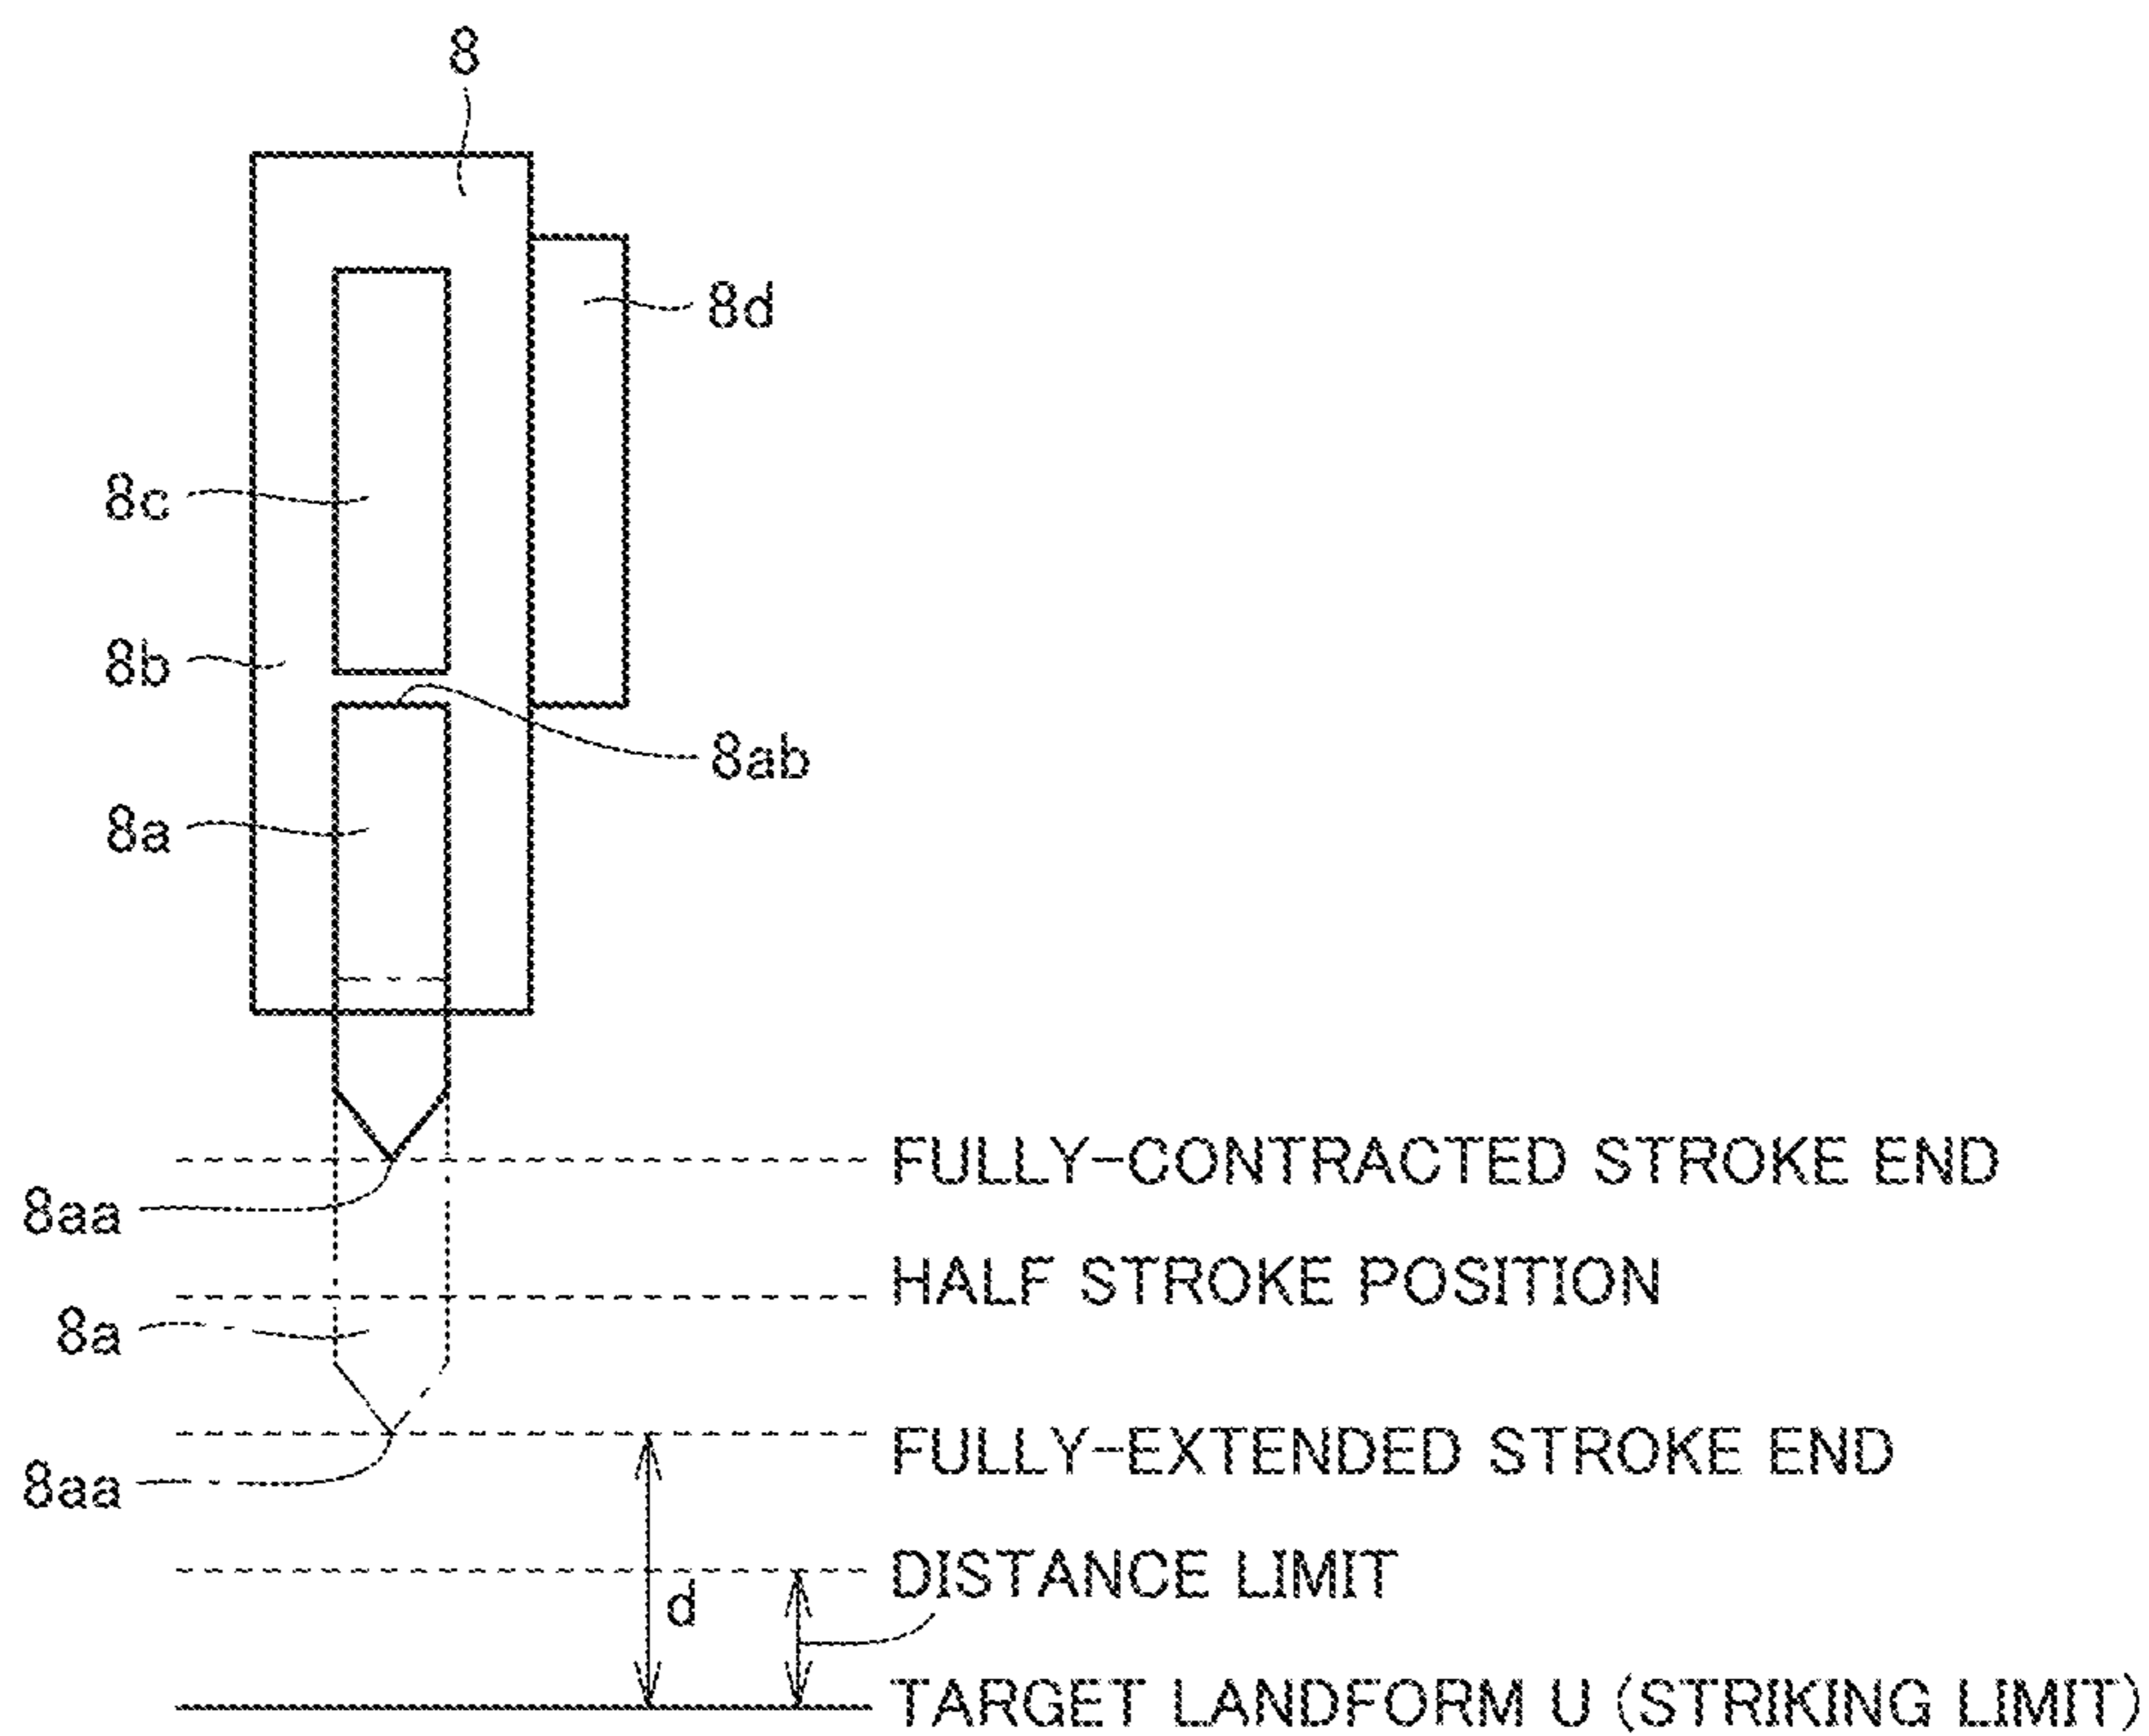 8
8d
8c
8b
8ab
8a
FULLY-CONTRACTED STROKE END
8aa
HALF STROKE POSITION
8a
FULLY-EXTENDED STROKE END
8aa
DISTANCE LIMIT
d
TARGET LANDFORM U (STRIKING LIMIT)